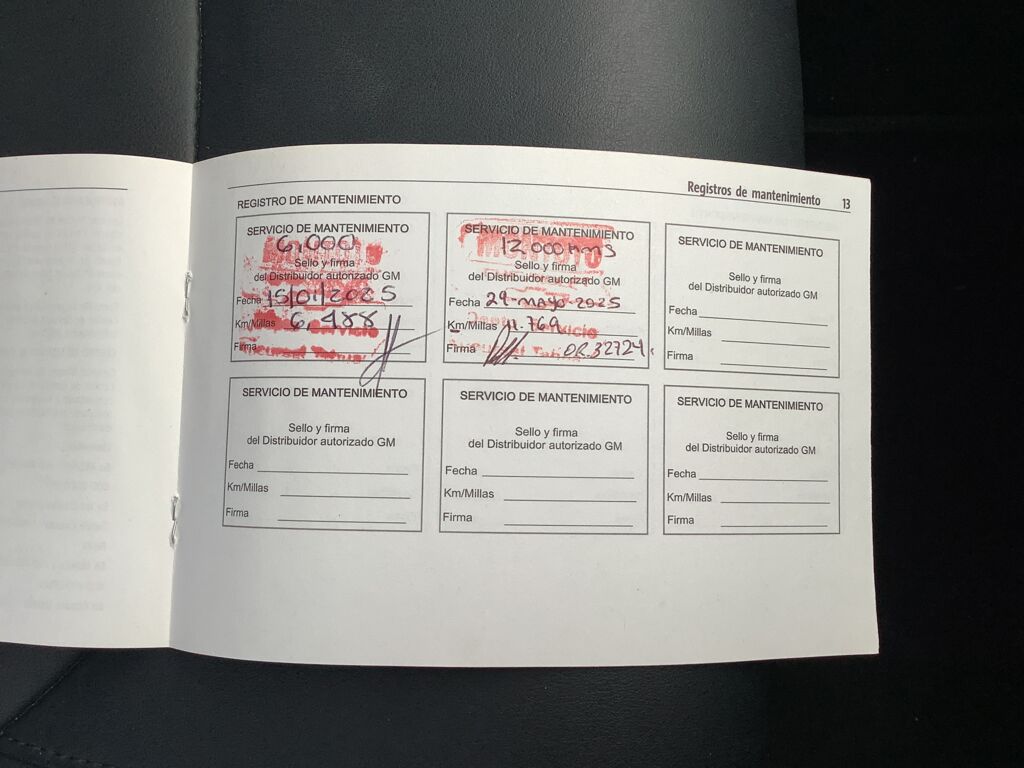 Registros de mantenimiento 13
REGISTRO DE MANTENIMIENTO
SERVICIO DE MANTENIMIENTO
6,000
Sello y firma
del Distribuidor autorizado GM
Fecha 15/01/2025
Km/Millas 6,488
Firma
SERVICIO DE MANTENIMIENTO
12 000 kms
Sello y firma
del Distribuidor autorizado GM
Fecha 29-mayo-2025
Km/Millas 11.769
Firma OR.32724
SERVICIO DE MANTENIMIENTO
Sello y firma
del Distribuidor autorizado GM
Fecha
Km/Millas
Firma
SERVICIO DE MANTENIMIENTO
Sello y firma
del Distribuidor autorizado GM
Fecha
Km/Millas
Firma
SERVICIO DE MANTENIMIENTO
Sello y firma
del Distribuidor autorizado GM
Fecha
Km/Millas
Firma
SERVICIO DE MANTENIMIENTO
Sello y firma
del Distribuidor autorizado GM
Fecha
Km/Millas
Firma